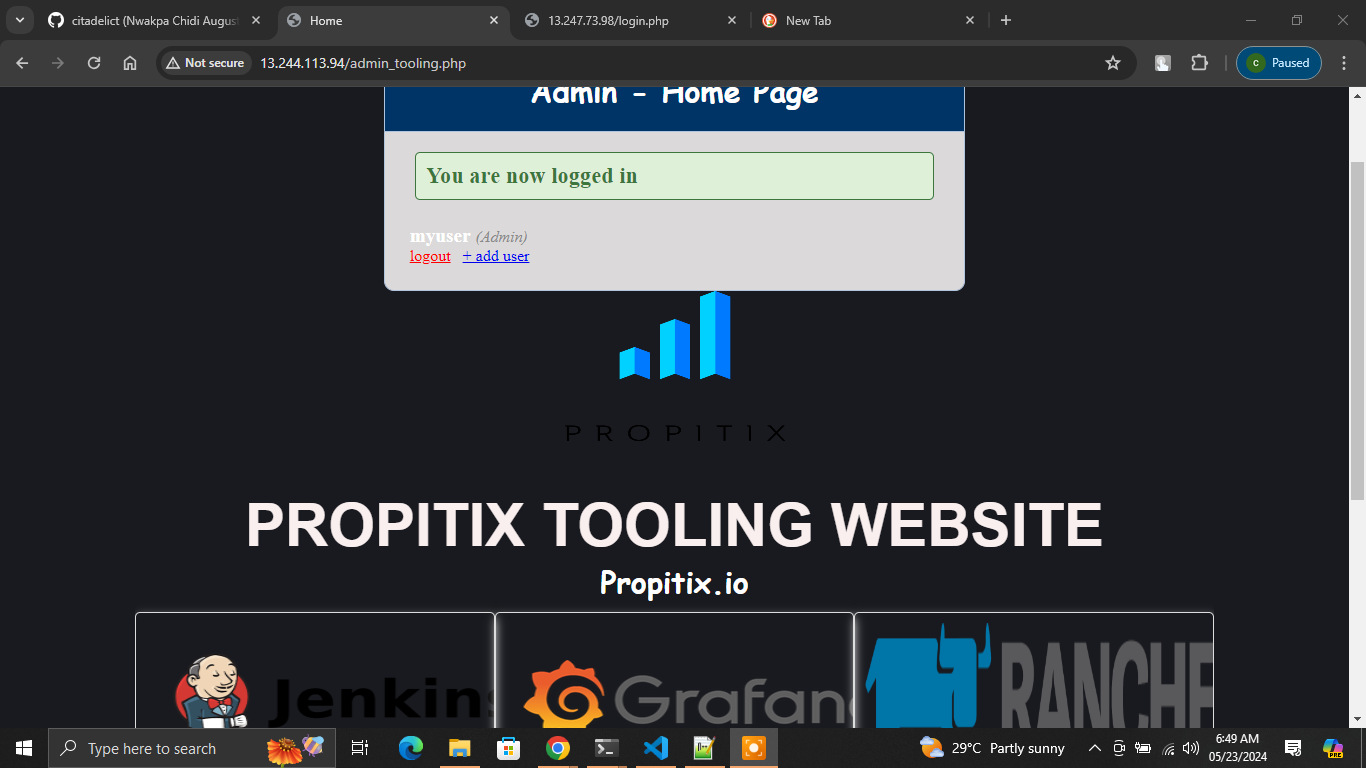 citadelict (Nwakpa Chidi August
Home
13.247.73.98/login.php
New Tab
Not secure
13.244.113.94/admin_tooling.php
c
Paused
Admin - Home Page
You are now logged in
myuser (Admin)
logout + add user
PROPITIX
PROPITIX TOOLING WEBSITE
Propitix.io
Jenkins
Grafana
RANCHE
Type here to search
29°C Partly sunny
6:49 AM
05/23/2024
PRE